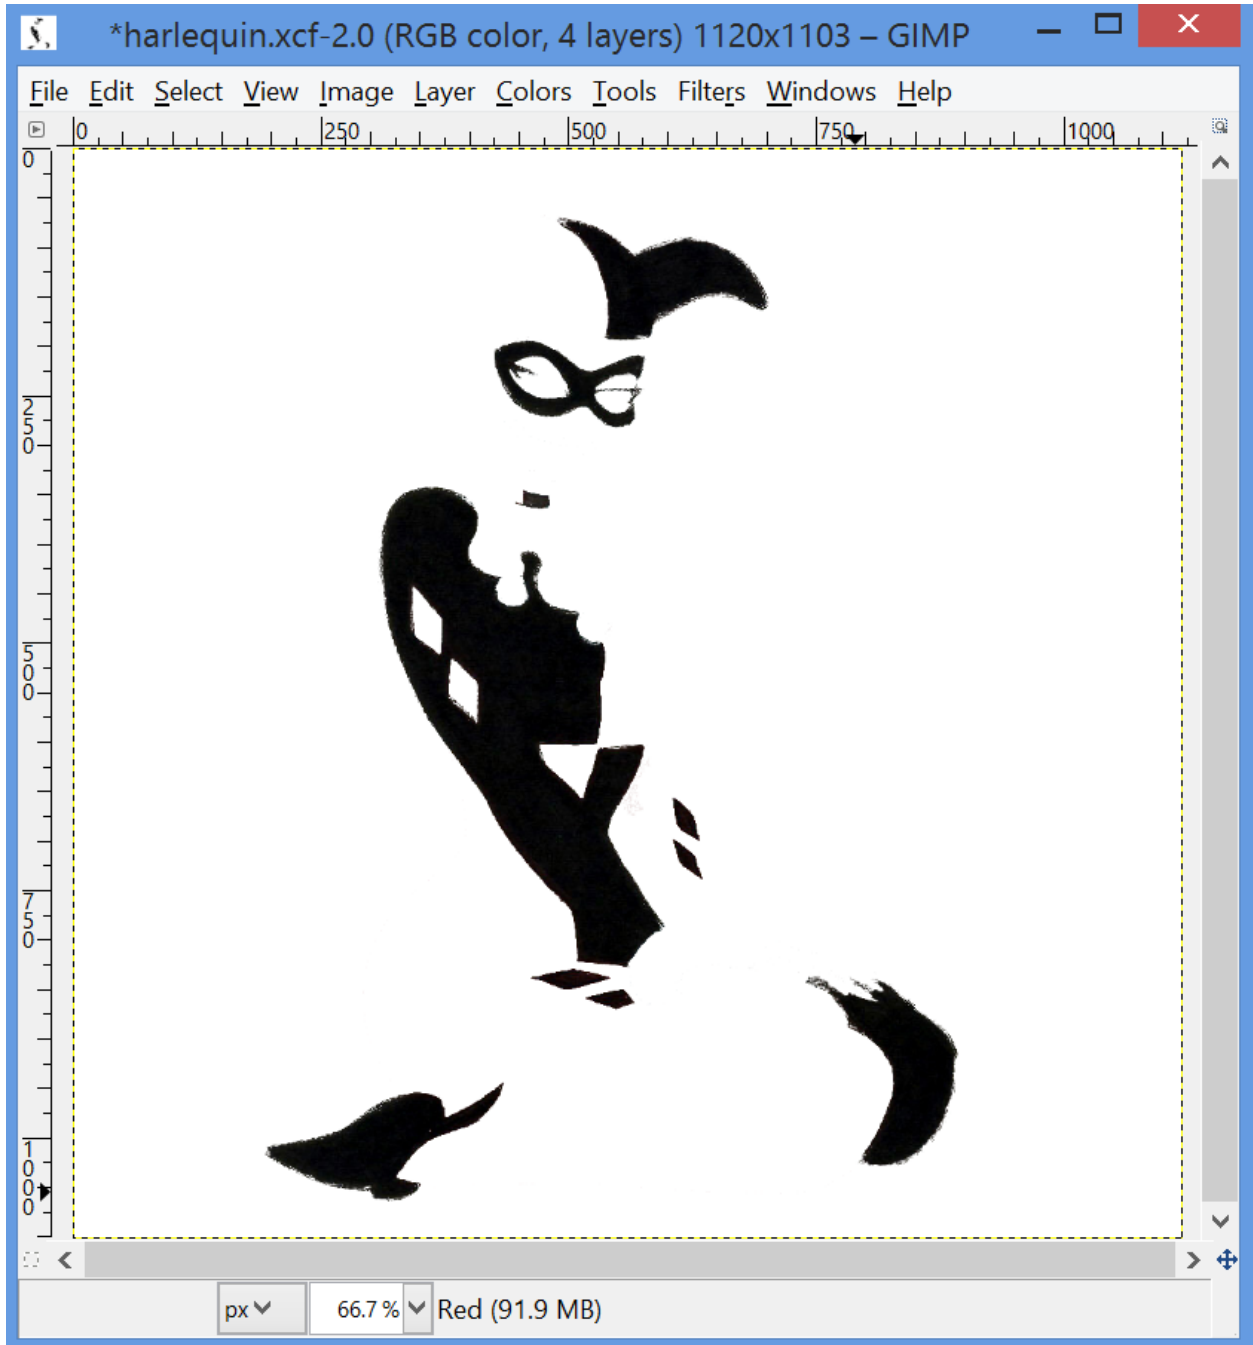 *harlequin.xcf-2.0 (RGB color, 4 layers) 1120x1103 – GIMP
File Edit Select View Image Layer Colors Tools Filters Windows Help
0 250 500 750 1000
0
250
500
750
1000
px 66.7 % Red (91.9 MB)